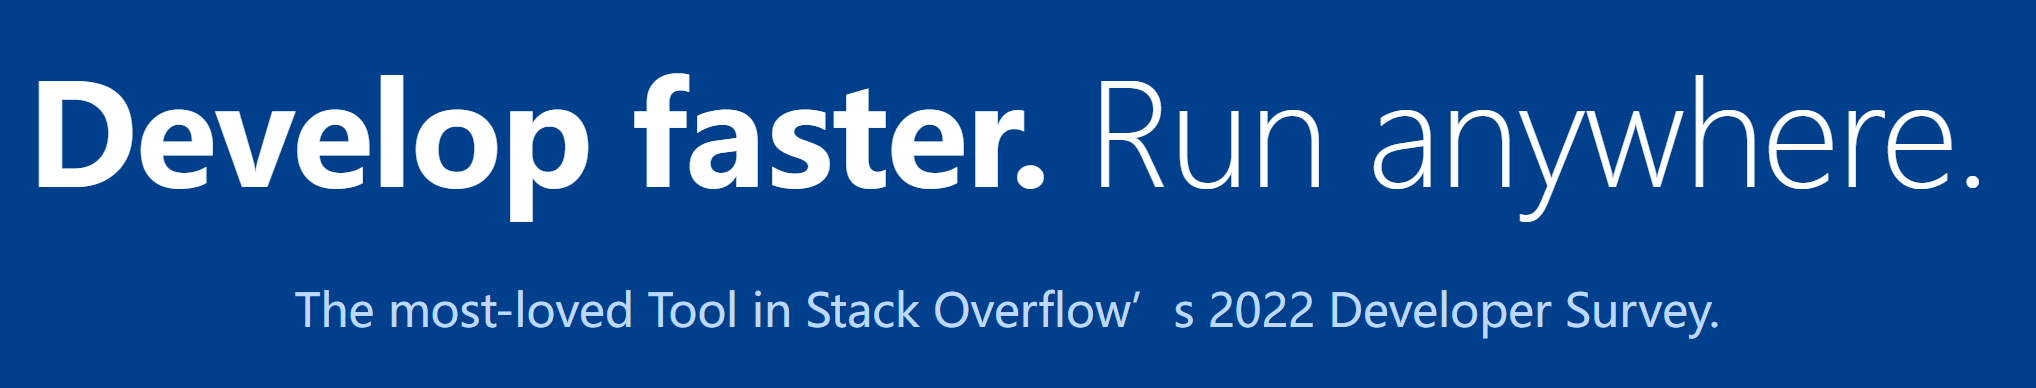 Develop faster. Run anywhere.
The most-loved Tool in Stack Overflow’s 2022 Developer Survey.